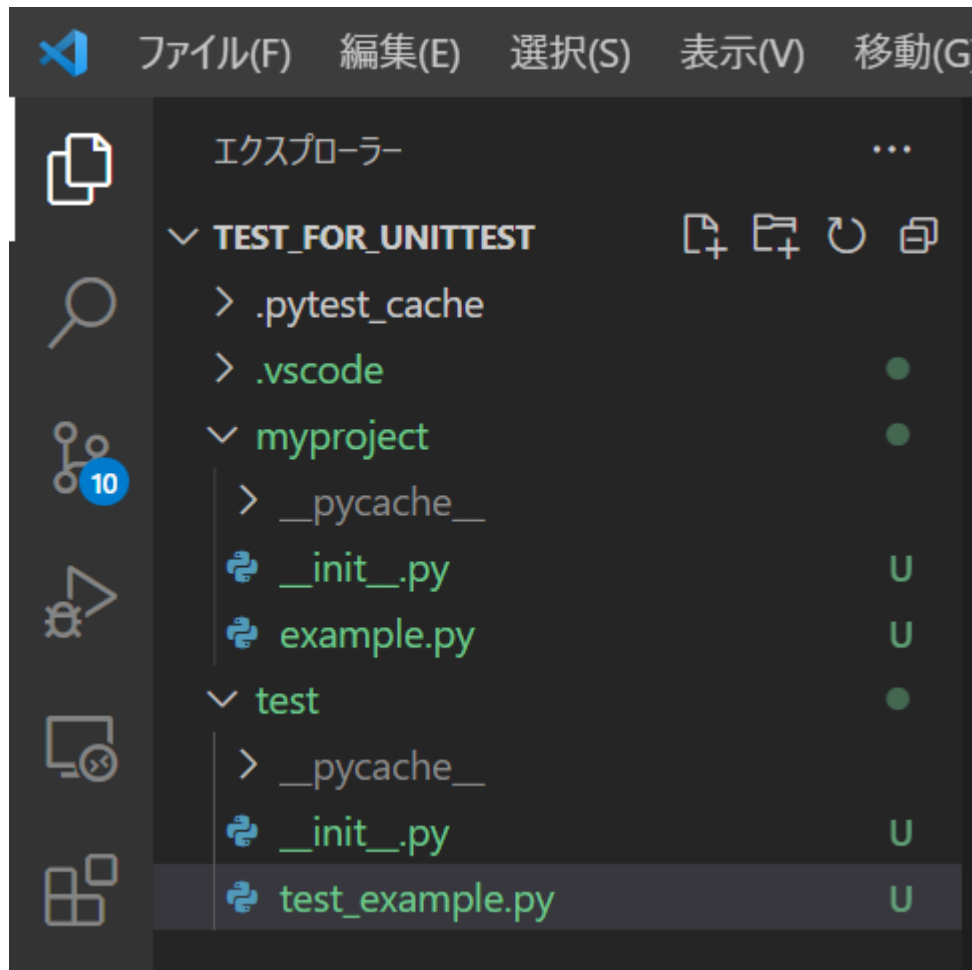 ファイル(F) 編集(E) 選択(S) 表示(V) 移動(G
エクスプローラー ...
TEST_FOR_UNITTEST
.pytest_cache
.vscode
myproject
10
__pycache__
__init__.py U
example.py U
test
__pycache__
__init__.py U
test_example.py U